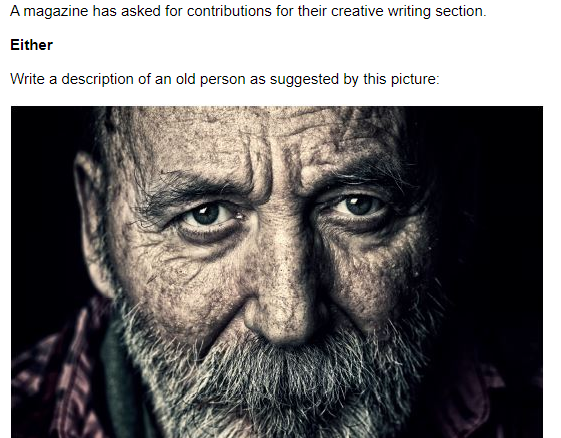 A magazine has asked for contributions for their creative writing section.
Either
Write a description of an old person as suggested by this picture: